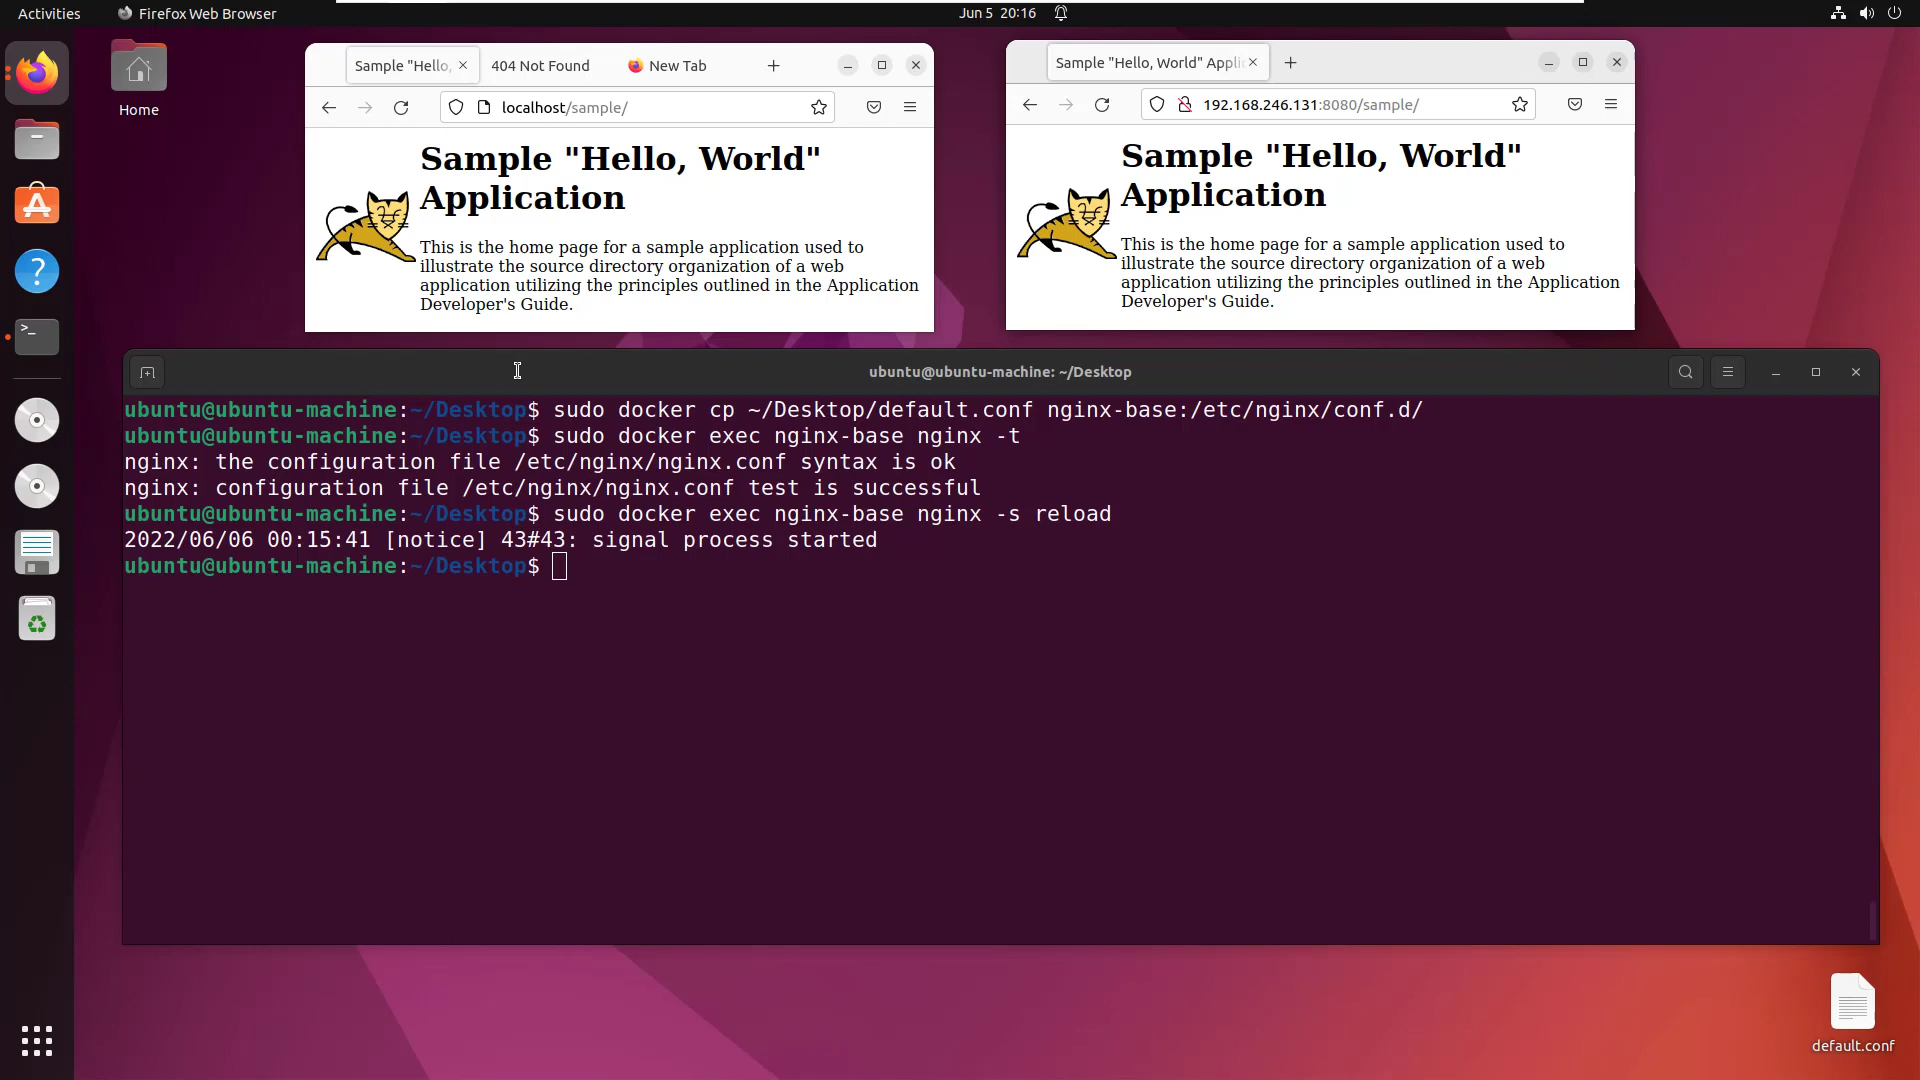 Activities
Firefox Web Browser
Jun 5 20:16
Home
Sample "Hello,
404 Not Found
New Tab
localhost/sample/
Sample "Hello, World"
Application
This is the home page for a sample application used to
illustrate the source directory organization of a web
application utilizing the principles outlined in the Application
Developer's Guide.
Sample "Hello, World" Appli
192.168.246.131:8080/sample/
Sample "Hello, World"
Application
This is the home page for a sample application used to
illustrate the source directory organization of a web
application utilizing the principles outlined in the Application
Developer's Guide.
ubuntu@ubuntu-machine: ~/Desktop
ubuntu@ubuntu-machine:~/Desktop$ sudo docker cp ~/Desktop/default.conf nginx-base:/etc/nginx/conf.d/
ubuntu@ubuntu-machine:~/Desktop$ sudo docker exec nginx-base nginx -t
nginx: the configuration file /etc/nginx/nginx.conf syntax is ok
nginx: configuration file /etc/nginx/nginx.conf test is successful
ubuntu@ubuntu-machine:~/Desktop$ sudo docker exec nginx-base nginx -s reload
2022/06/06 00:15:41 [notice] 43#43: signal process started
ubuntu@ubuntu-machine:~/Desktop$
default.conf